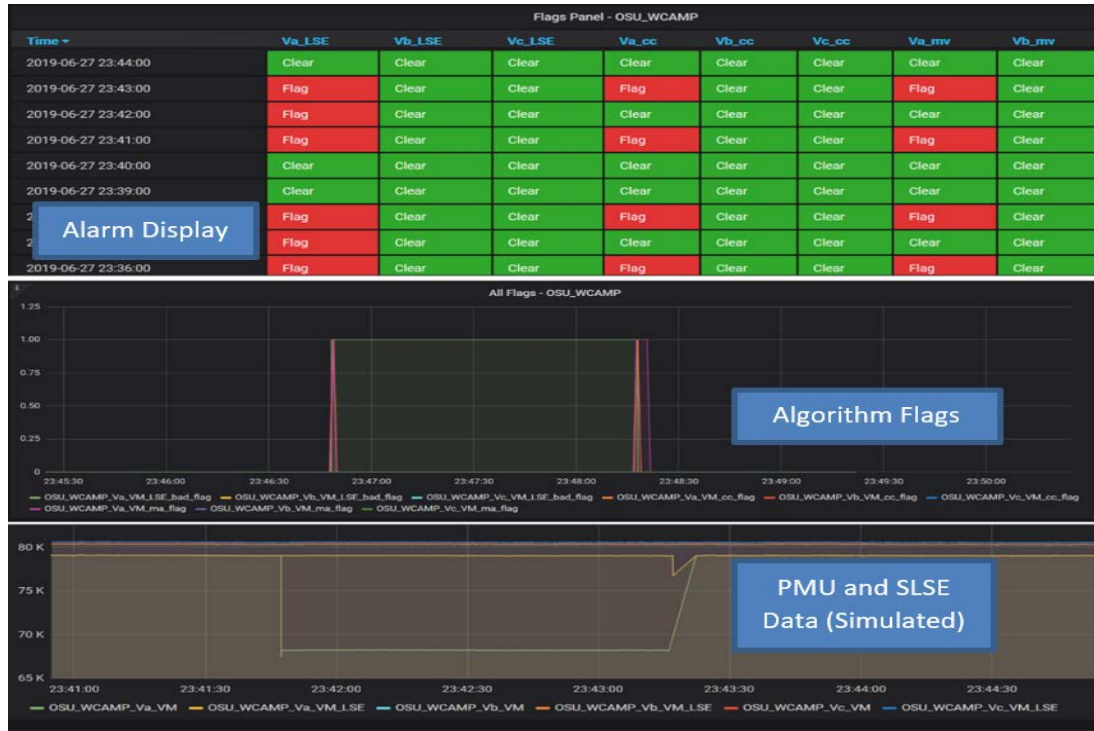 Flags Panel - OSU_WCAMP
Time Va_LSE Vb_LSE Vc_LSE Va_cc Vb_cc Vc_cc Va_mv Vb_mv
2019-06-27 23:44:00 Clear Clear Clear Clear Clear Clear Clear Clear
2019-06-27 23:43:00 Flag Clear Clear Flag Clear Clear Flag Clear
2019-06-27 23:42:00 Flag Clear Clear Clear Clear Clear Clear Clear
2019-06-27 23:41:00 Flag Clear Clear Flag Clear Clear Flag Clear
2019-06-27 23:40:00 Clear Clear Clear Clear Clear Clear Clear Clear
2019-06-27 23:39:00 Clear Clear Clear Clear Clear Clear Clear Clear
2 Flag Clear Clear Flag Clear Clear Flag Clear
Alarm Display
2 Flag Clear Clear Clear Clear Clear Clear Clear
2019-06-27 23:36:00 Flag Clear Clear Flag Clear Clear Flag Clear
All Flags - OSU_WCAMP
1.25
1.00
0.75
0.50
Algorithm Flags
0.25
0
23:45:30 23:46:00 23:46:30 23:47:00 23:47:30 23:48:00 23:48:30 23:49:00 23:49:30 23:50:00
OSU_WCAMP_Va_VM_LSE_bad_flag OSU_WCAMP_Vb_VM_LSE_bad_flag OSU_WCAMP_Vc_VM_LSE_bad_flag OSU_WCAMP_Va_VM_cc_flag OSU_WCAMP_Vb_VM_cc_flag OSU_WCAMP_Vc_VM_cc_flag
OSU_WCAMP_Va_VM_ma_flag OSU_WCAMP_Vb_VM_ma_flag OSU_WCAMP_Vc_VM_ma_flag
80 K
75 K
PMU and SLSE
Data (Simulated)
70 K
65 K
23:41:00 23:41:30 23:42:00 23:42:30 23:43:00 23:43:30 23:44:00 23:44:30
OSU_WCAMP_Va_VM OSU_WCAMP_Va_VM_LSE OSU_WCAMP_Vb_VM OSU_WCAMP_Vb_VM_LSE OSU_WCAMP_Vc_VM OSU_WCAMP_Vc_VM_LSE